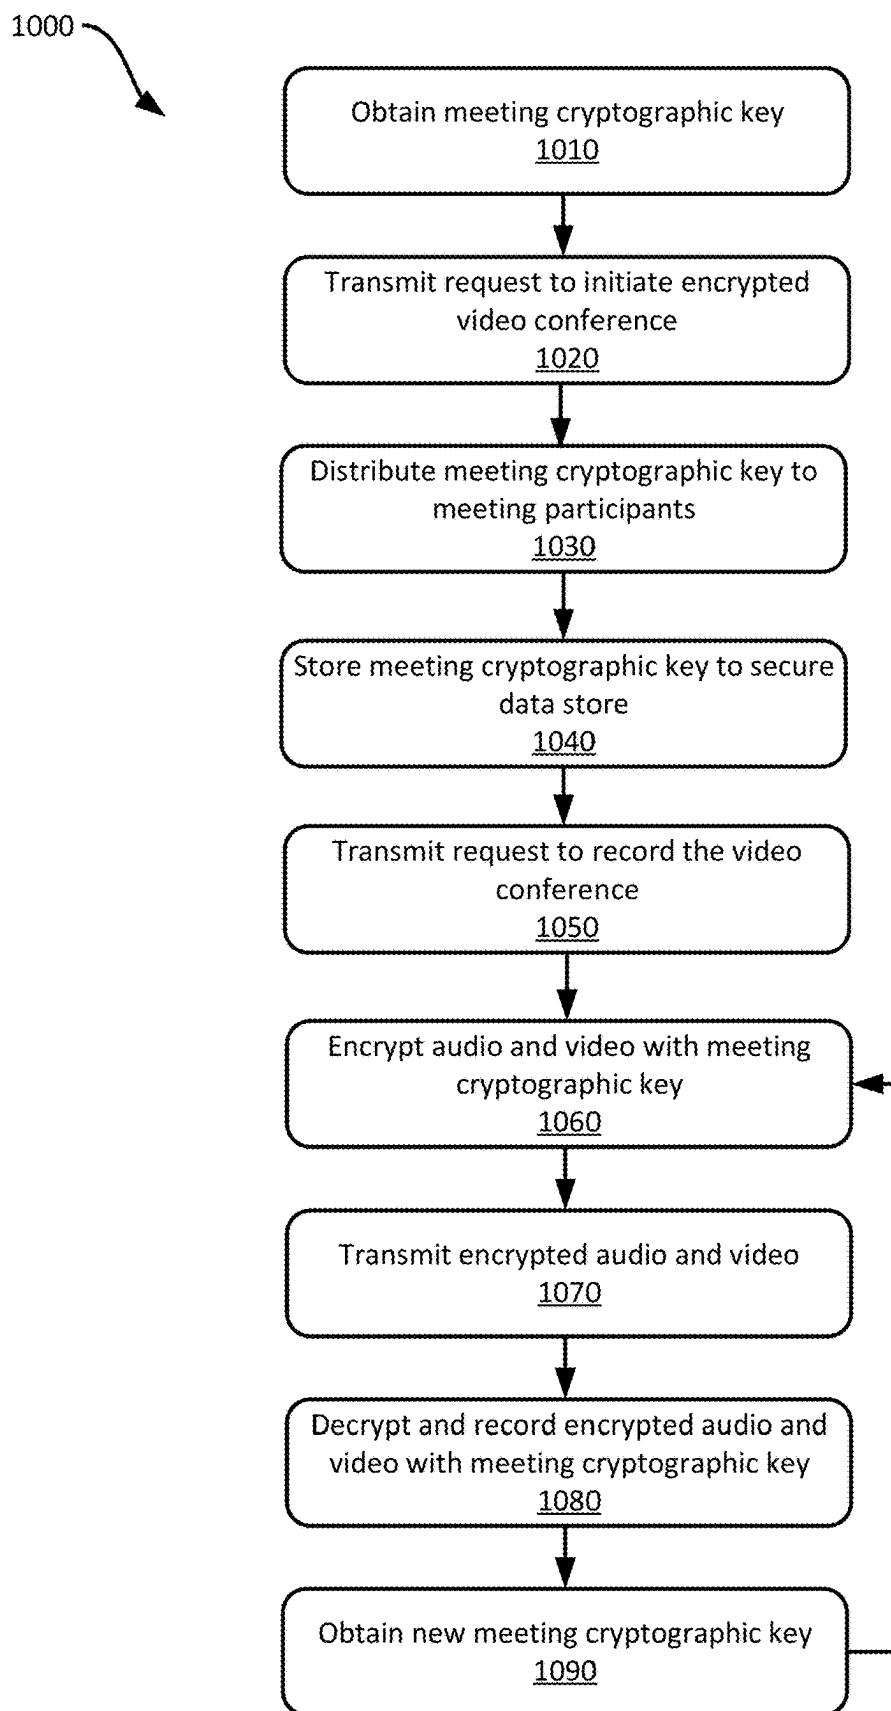 1000
Obtain meeting cryptographic key
1010
Transmit request to initiate encrypted
video conference
1020
Distribute meeting cryptographic key to
meeting participants
1030
Store meeting cryptographic key to secure
data store
1040
Transmit request to record the video
conference
1050
Encrypt audio and video with meeting
cryptographic key
1060
Transmit encrypted audio and video
1070
Decrypt and record encrypted audio and
video with meeting cryptographic key
1080
Obtain new meeting cryptographic key
1090